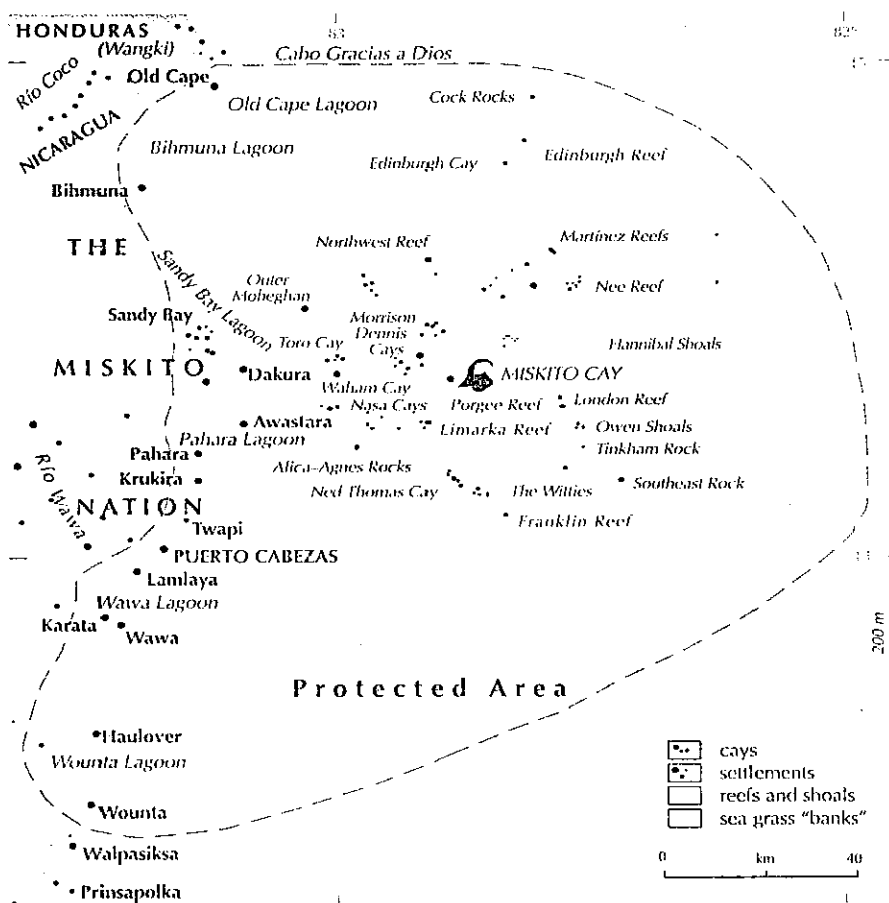 HONDURAS
(Wangki)
83
82°
Cabo Gracias a Dios
Río Coco
Old Cape
Old Cape Lagoon
Cock Rocks
NICARAGUA
Bihmuna Lagoon
Edinburgh Cay
Edinburgh Reef
Bihmuna
THE
Northwest Reef
Martínez Reefs
Sandy Bay Lagoon
Outer
Moheghan
Nee Reef
Sandy Bay
Morrison
Dennis
Cays
Toro Cay
Hannibal Shoals
MISKITO
Dakura
Waham Cay
MISKITO CAY
Nasa Cays
Porgee Reef
London Reef
Awastara
Limarka Reef
Owen Shoals
Pahara Lagoon
Tinkham Rock
Pahara
Alica-Agnes Rocks
Krukira
Ned Thomas Cay
The Witties
Southeast Rock
Río Wawa
NATION
Twapi
Franklin Reef
PUERTO CABEZAS
Lamlaya
Wawa Lagoon
Karata
Wawa
200 m
Protected Area
Haulover
Wounta Lagoon
cays
settlements
reefs and shoals
sea grass "banks"
Wounta
Walpasiksa
0 km 40
Prinsapolka